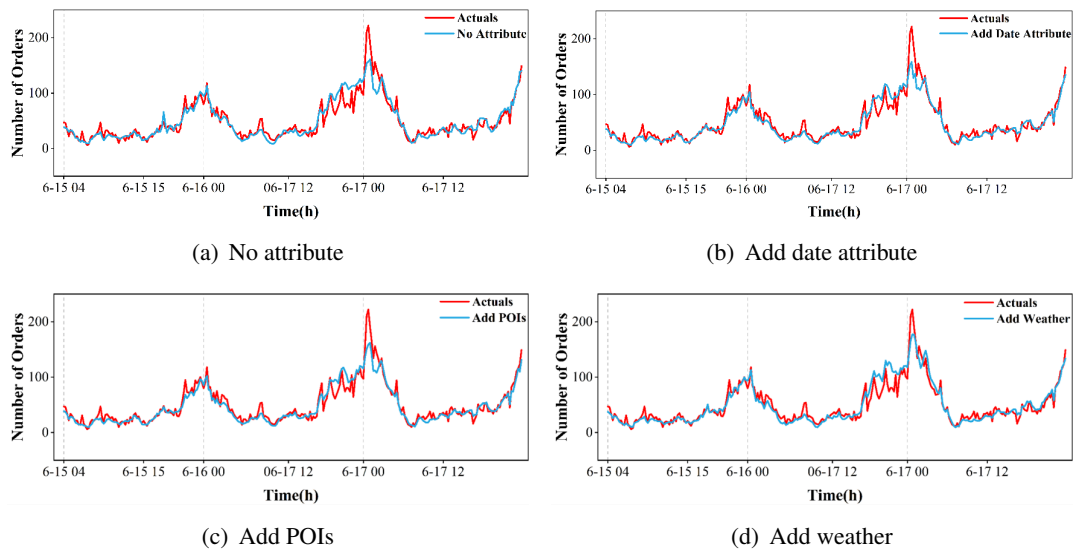 Actuals
No Attribute
200
100
0
Number of Orders
6-15 04
6-15 15
6-16 00
06-17 12
6-17 00
6-17 12
Time(h)
(a) No attribute
Actuals
Add Date Attribute
200
100
0
Number of Orders
6-15 04
6-15 15
6-16 00
06-17 12
6-17 00
6-17 12
Time(h)
(b) Add date attribute
Actuals
Add POIs
200
100
0
Number of Orders
6-15 04
6-15 15
6-16 00
06-17 12
6-17 00
6-17 12
Time(h)
(c) Add POIs
Actuals
Add Weather
200
100
0
Number of Orders
6-15 04
6-15 15
6-16 00
06-17 12
6-17 00
6-17 12
Time(h)
(d) Add weather